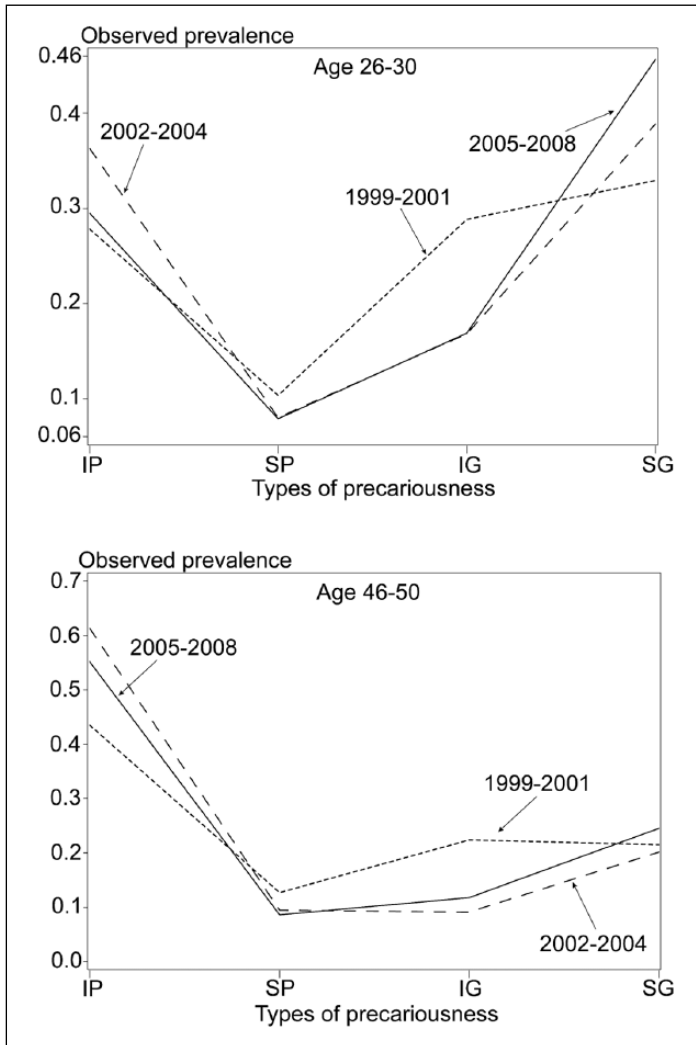 Observed prevalence
0.46
Age 26-30
0.4
2002-2004
2005-2008
0.3
1999-2001
0.2
0.1
0.06
IP SP IG SG
Types of precariousness
Observed prevalence
0.7
Age 46-50
0.6
2005-2008
0.5
0.4
1999-2001
0.3
0.2
0.1
2002-2004
0.0
IP SP IG SG
Types of precariousness